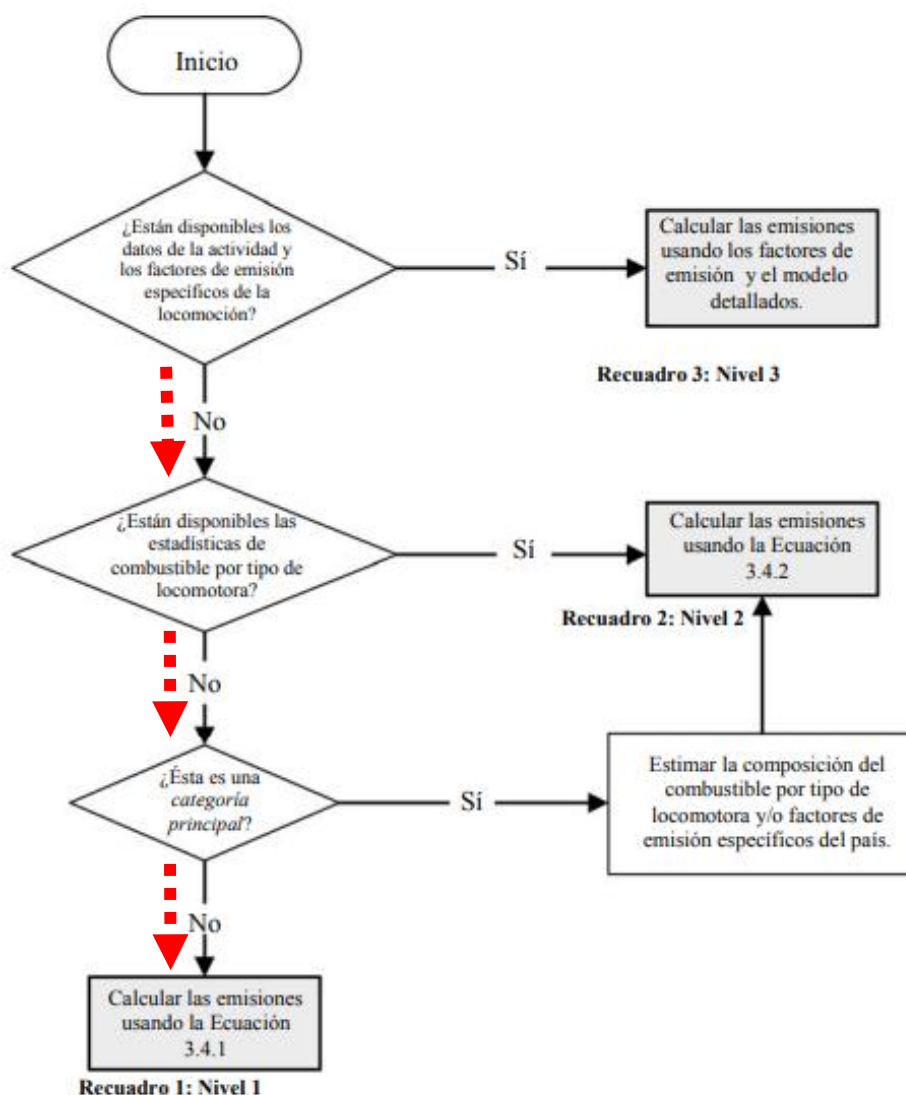 Inicio
¿Están disponibles los
datos de la actividad y
los factores de emisión
específicos de la
locomoción?
Sí
Calcular las emisiones
usando los factores de
emisión y el modelo
detallados.
Recuadro 3: Nivel 3
No
¿Están disponibles las
estadísticas de
combustible por tipo de
locomotora?
Sí
Calcular las emisiones
usando la Ecuación
3.4.2
Recuadro 2: Nivel 2
No
¿Ésta es una
categoría
principal?
Sí
Estimar la composición del
combustible por tipo de
locomotora y/o factores de
emisión específicos del país.
No
Calcular las emisiones
usando la Ecuación
3.4.1
Recuadro 1: Nivel 1